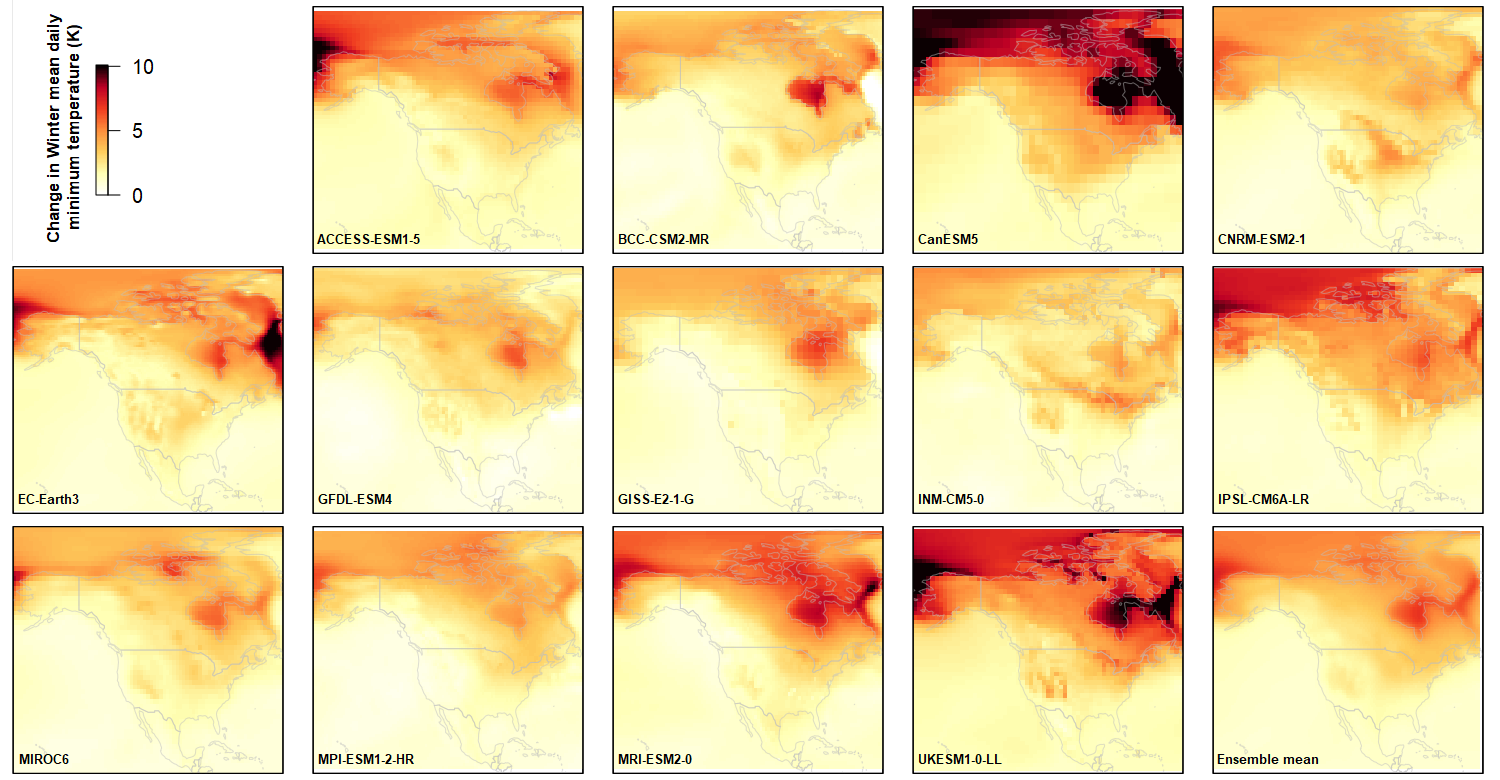 Change in Winter mean daily
minimum temperature (K)
10
5
0
ACCESS-ESM1-5
BCC-CSM2-MR
CanESM5
CNRM-ESM2-1
EC-Earth3
GFDL-ESM4
GISS-E2-1-G
INM-CM5-0
IPSL-CM6A-LR
MIROC6
MPI-ESM1-2-HR
MRI-ESM2-0
UKESM1-0-LL
Ensemble mean